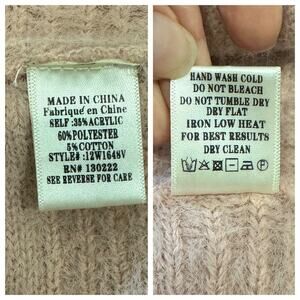 MADE IN CHINA
Fabriqué en Chine
SELF :35% ACRYLIC
60% POLYESTER
5% COTTON
STYLE# :12W1648V
RN# 130222
SEE REVERSE FOR CARE
HAND WASH COLD
DO NOT BLEACH
DO NOT TUMBLE DRY
DRY FLAT
IRON LOW HEAT
FOR BEST RESULTS
DRY CLEAN